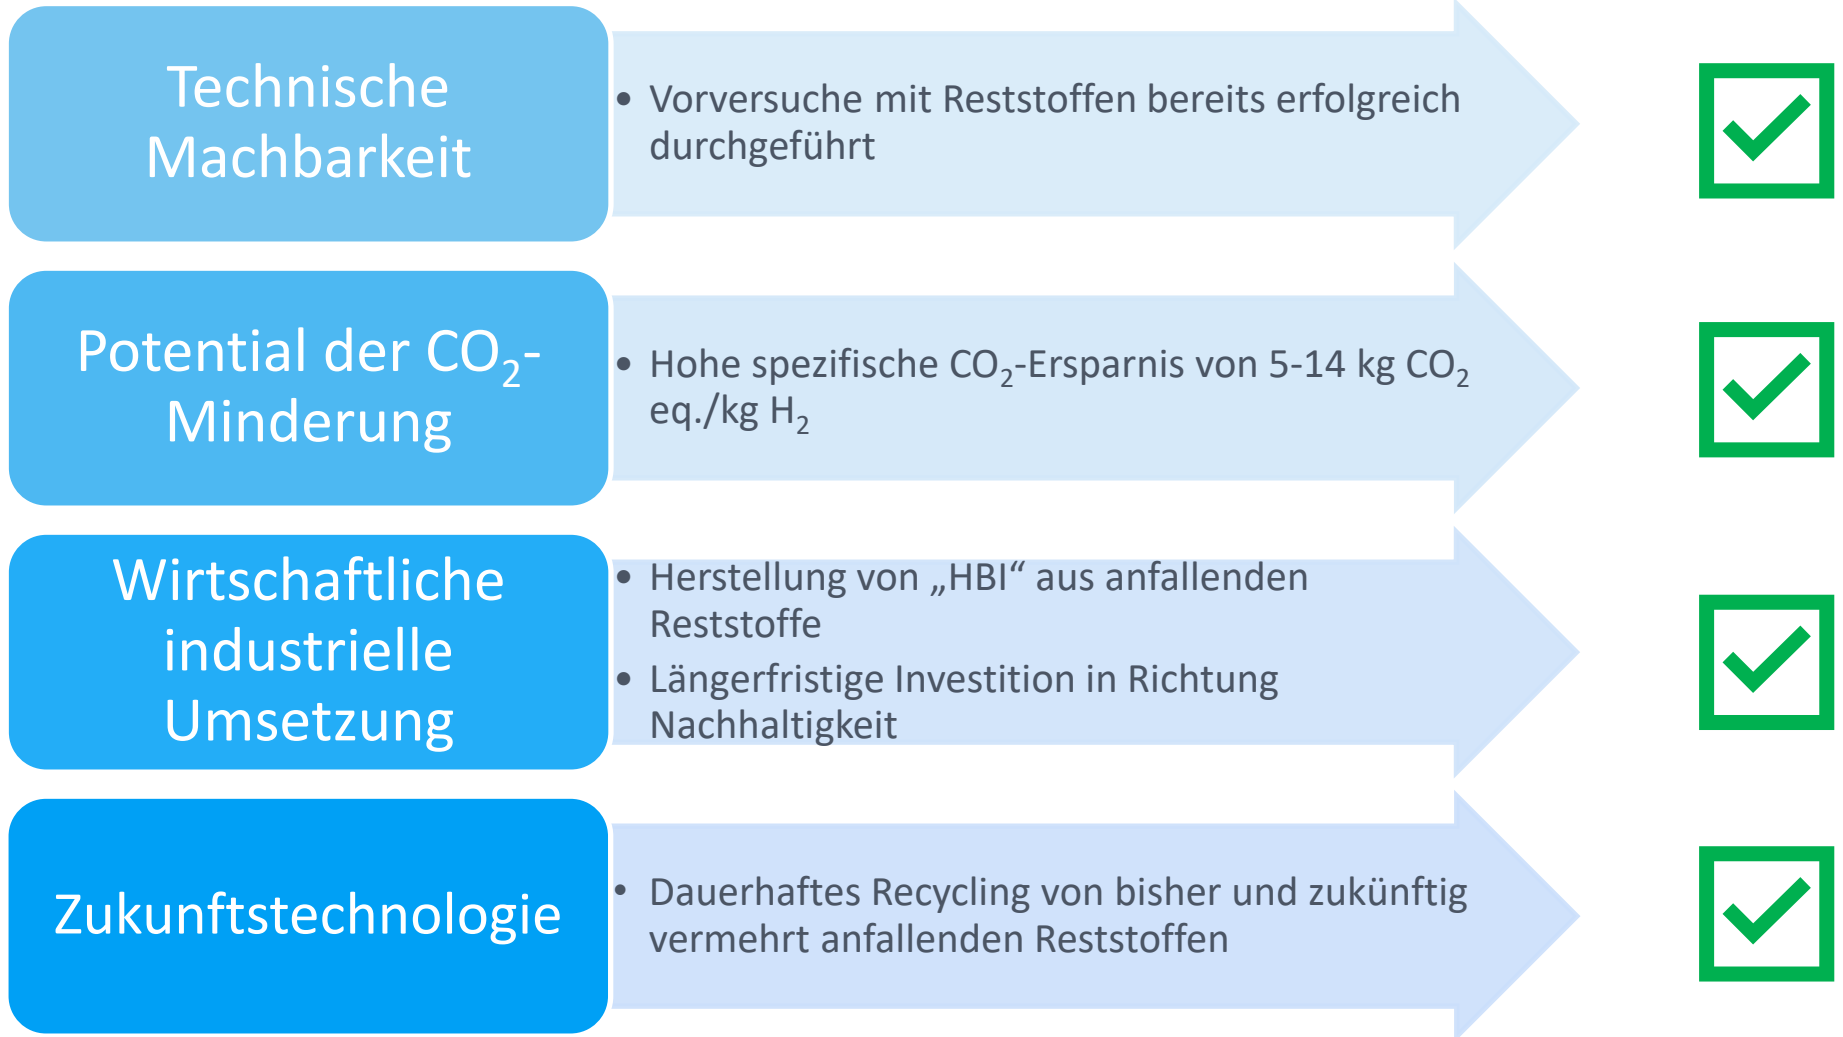 Technische
Machbarkeit
• Vorversuche mit Reststoffen bereits erfolgreich
durchgeführt
Potential der CO₂-
Minderung
• Hohe spezifische CO₂-Ersparnis von 5-14 kg CO₂
eq./kg H₂
Wirtschaftliche
industrielle
Umsetzung
• Herstellung von „HBI“ aus anfallenden
Reststoffe
• Längerfristige Investition in Richtung
Nachhaltigkeit
Zukunftstechnologie
• Dauerhaftes Recycling von bisher und zukünftig
vermehrt anfallenden Reststoffen